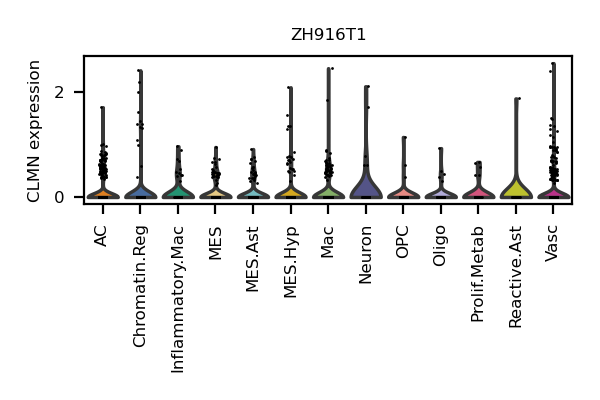 ZH916T1
CLMN expression
2
0
AC
Chromatin.Reg
Inflammatory.Mac
MES
MES.Ast
MES.Hyp
Mac
Neuron
OPC
Oligo
Prolif.Metab
Reactive.Ast
Vasc